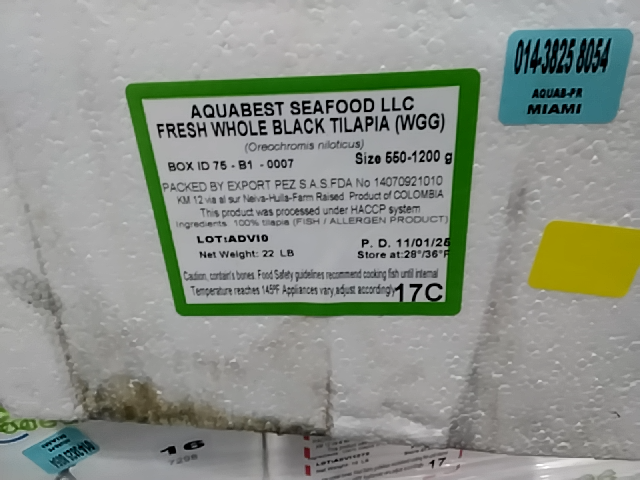 014-3825 8054
AQUAB-PR
MIAMI
AQUABEST SEAFOOD LLC
FRESH WHOLE BLACK TILAPIA (WGG)
(Oreochromis niloticus)
BOX ID 75 - B1 - 0007 Size 550-1200 g
PACKED BY EXPORT PEZ S.A.S.FDA No 14070921010
KM 12 via al sur Neiva-Huila-Farm Raised Product of COLOMBIA
This product was processed under HACCP system
Ingredients: 100% tilapia (FISH / ALLERGEN PRODUCT)
LOT:ADVI0 P. D. 11/01/25
Net Weight: 22 LB Store at:28°/36°F
Caution, contain's bones. Food Safety guidelines recommend cooking fish until internal
Temperature reaches 145ºF Appliances vary,adjust accordingly 17C
16
7298
17